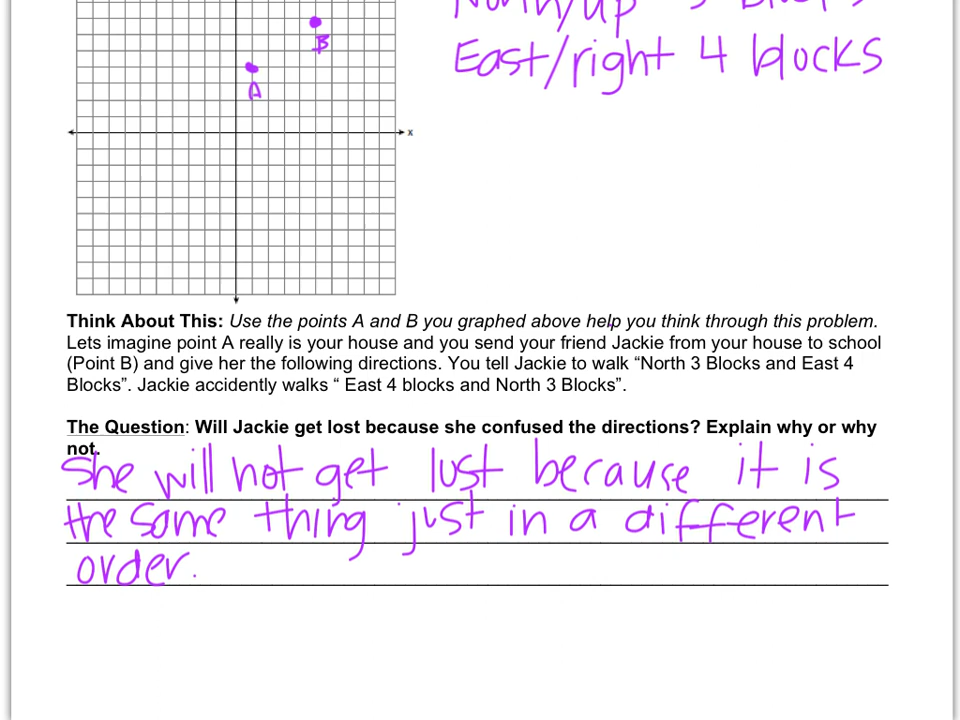 North/up 3 Blocks
B
East/right 4 blocks
A
x
Think About This: Use the points A and B you graphed above help you think through this problem.
Lets imagine point A really is your house and you send your friend Jackie from your house to school
(Point B) and give her the following directions. You tell Jackie to walk “North 3 Blocks and East 4
Blocks”. Jackie accidently walks “ East 4 blocks and North 3 Blocks”.
The Question: Will Jackie get lost because she confused the directions? Explain why or why
not.
She will not get lust because it is
the same thing just in a different
order.